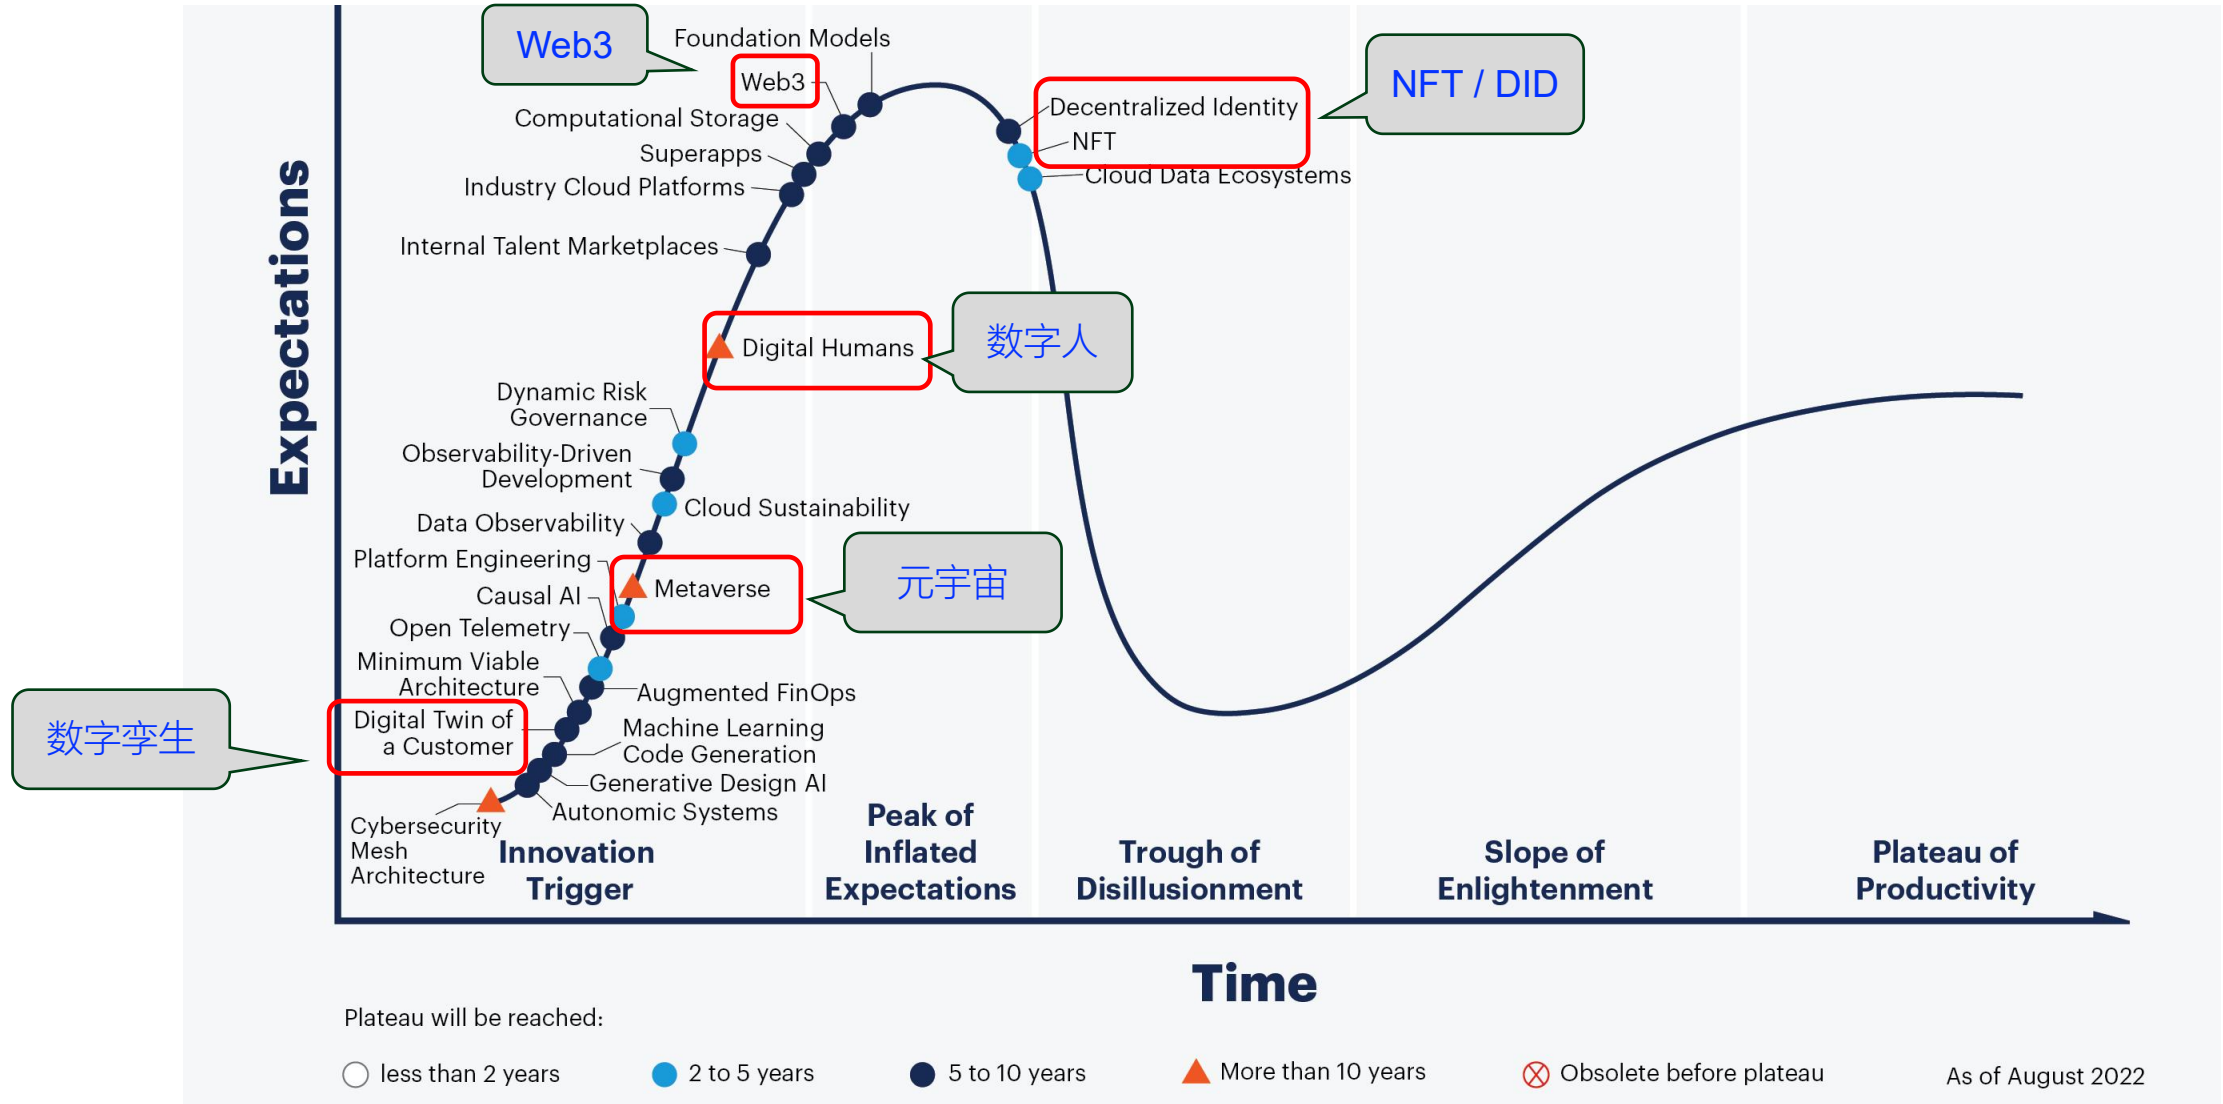 Web3
Foundation Models
Web3
Computational Storage
Superapps
Industry Cloud Platforms
Internal Talent Marketplaces
Decentralized Identity
NFT
Cloud Data Ecosystems
NFT / DID
Expectations
Digital Humans
数字人
Dynamic Risk
Governance
Observability-Driven
Development
Cloud Sustainability
Data Observability
Platform Engineering
Metaverse
元宇宙
Causal AI
Open Telemetry
Minimum Viable
Architecture
Augmented FinOps
数字孪生
Digital Twin of
a Customer
Machine Learning
Code Generation
Generative Design AI
Autonomic Systems
Cybersecurity
Mesh
Architecture
Innovation
Trigger
Peak of
Inflated
Expectations
Trough of
Disillusionment
Slope of
Enlightenment
Plateau of
Productivity
Time
Plateau will be reached:
less than 2 years
2 to 5 years
5 to 10 years
More than 10 years
Obsolete before plateau
As of August 2022